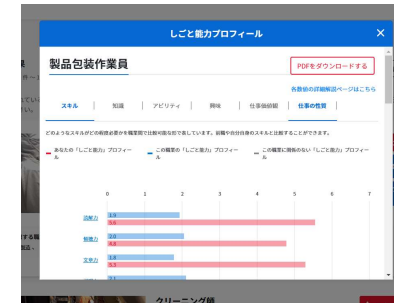 しごと能力プロフィール
×
製品包装作業員
PDFをダウンロードする
各数値の詳細解説ページはこちら
スキル | 知識 | アビリティ | 興味 | 仕事価値観 | 仕事の性質
どのようなスキルがどの程度必要かを職業間で比較可能な形で表しています。前職や自分自身のスキルと比較することができます。
あなたの「しごと能力」プロフィール
この職業の「しごと能力」プロフィール
この職業に関係のない「しごと能力」プロフィール
0 1 2 3 4 5 6 7
読解力
1.9
5.6
傾聴力
2.0
4.8
文章力
1.8
5.3
2.1
クリーニング師